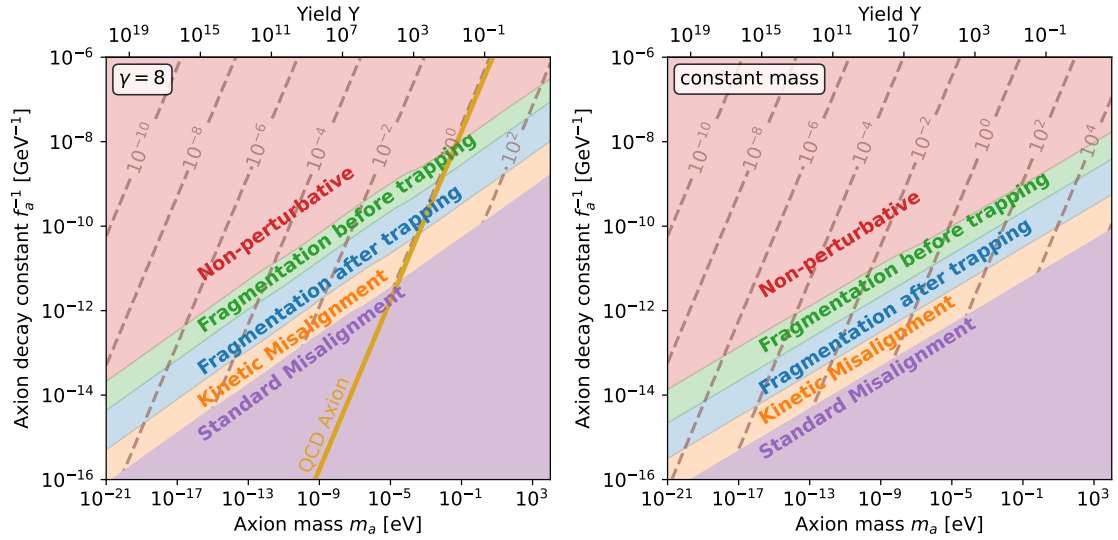 Yield Y
10^19 10^15 10^11 10^7 10^3 10^-1
γ = 8
10^-6
10^-8
10^-10
10^-12
10^-14
10^-16
Axion decay constant f_a^-1 [GeV^-1]
10^-10 10^-8 10^-6 10^-4 10^-2 10^0 10^2
Non-perturbative
Fragmentation before trapping
Fragmentation after trapping
Kinetic Misalignment
Standard Misalignment
QCD Axion
10^-21 10^-17 10^-13 10^-9 10^-5 10^-1 10^3
Axion mass m_a [eV]
Yield Y
10^19 10^15 10^11 10^7 10^3 10^-1
constant mass
10^-6
10^-8
10^-10
10^-12
10^-14
10^-16
Axion decay constant f_a^-1 [GeV^-1]
10^-10 10^-8 10^-6 10^-4 10^-2 10^0 10^2 10^4
Non-perturbative
Fragmentation before trapping
Fragmentation after trapping
Kinetic Misalignment
Standard Misalignment
10^-21 10^-17 10^-13 10^-9 10^-5 10^-1 10^3
Axion mass m_a [eV]